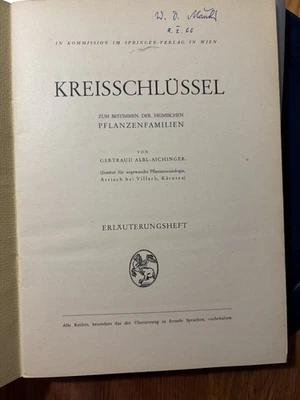 W. D.
IN KOMMISSION IM SPRINGER-VERLAG IN WIEN
KREISSCHLÜSSEL
ZUM BESTIMMEN DER HEIMISCHEN
PFLANZENFAMILIEN
VON
GERTRAUD ALBL-AICHINGER
(Institut für angewandte Pflanzensoziologie,
Arriach bei Villach, Kärnten)
ERLÄUTERUNGSHEFT
Alle Rechte, besonders das der Übersetzung in fremde Sprachen, vorbehalten